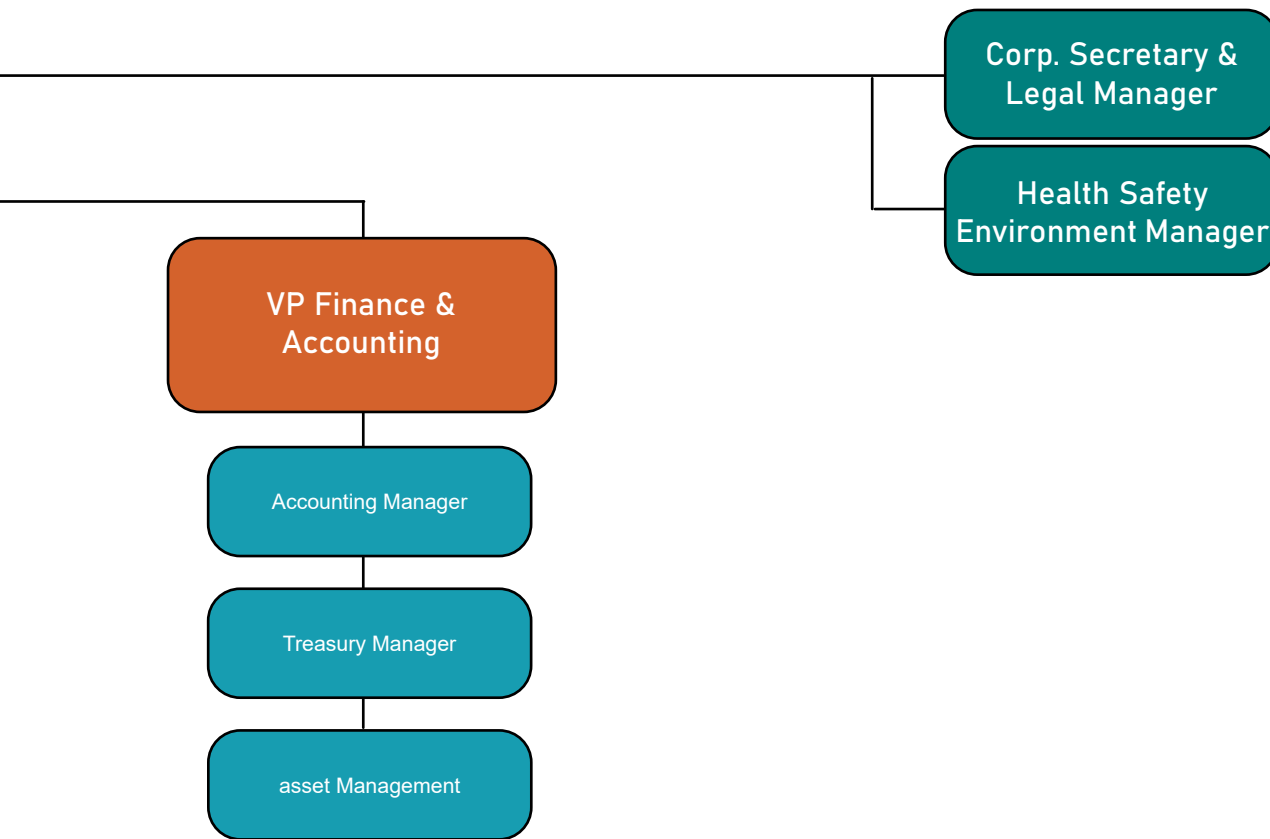 Corp. Secretary &
Legal Manager
Health Safety
Environment Manager
VP Finance &
Accounting
Accounting Manager
Treasury Manager
asset Management